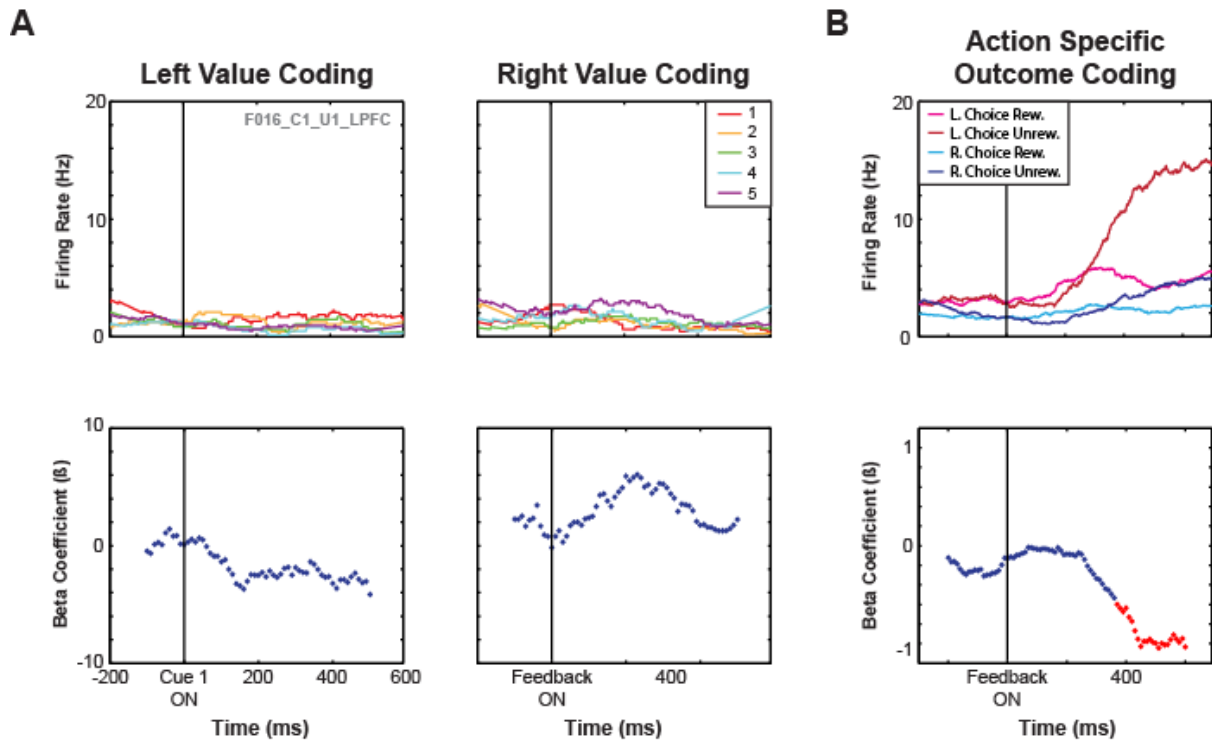 A
Left Value Coding
Right Value Coding
B
Action Specific
Outcome Coding
Firing Rate (Hz)
20
10
0
F016_C1_U1_LPFC
20
10
0
1
2
3
4
5
Firing Rate (Hz)
20
10
0
L. Choice Rew.
L. Choice Unrew.
R. Choice Rew.
R. Choice Unrew.
Beta Coefficient (ß)
10
0
-10
-200
Cue 1
ON
200
400
600
Time (ms)
Feedback
ON
400
Time (ms)
Beta Coefficient (ß)
1
0
-1
Feedback
ON
400
Time (ms)